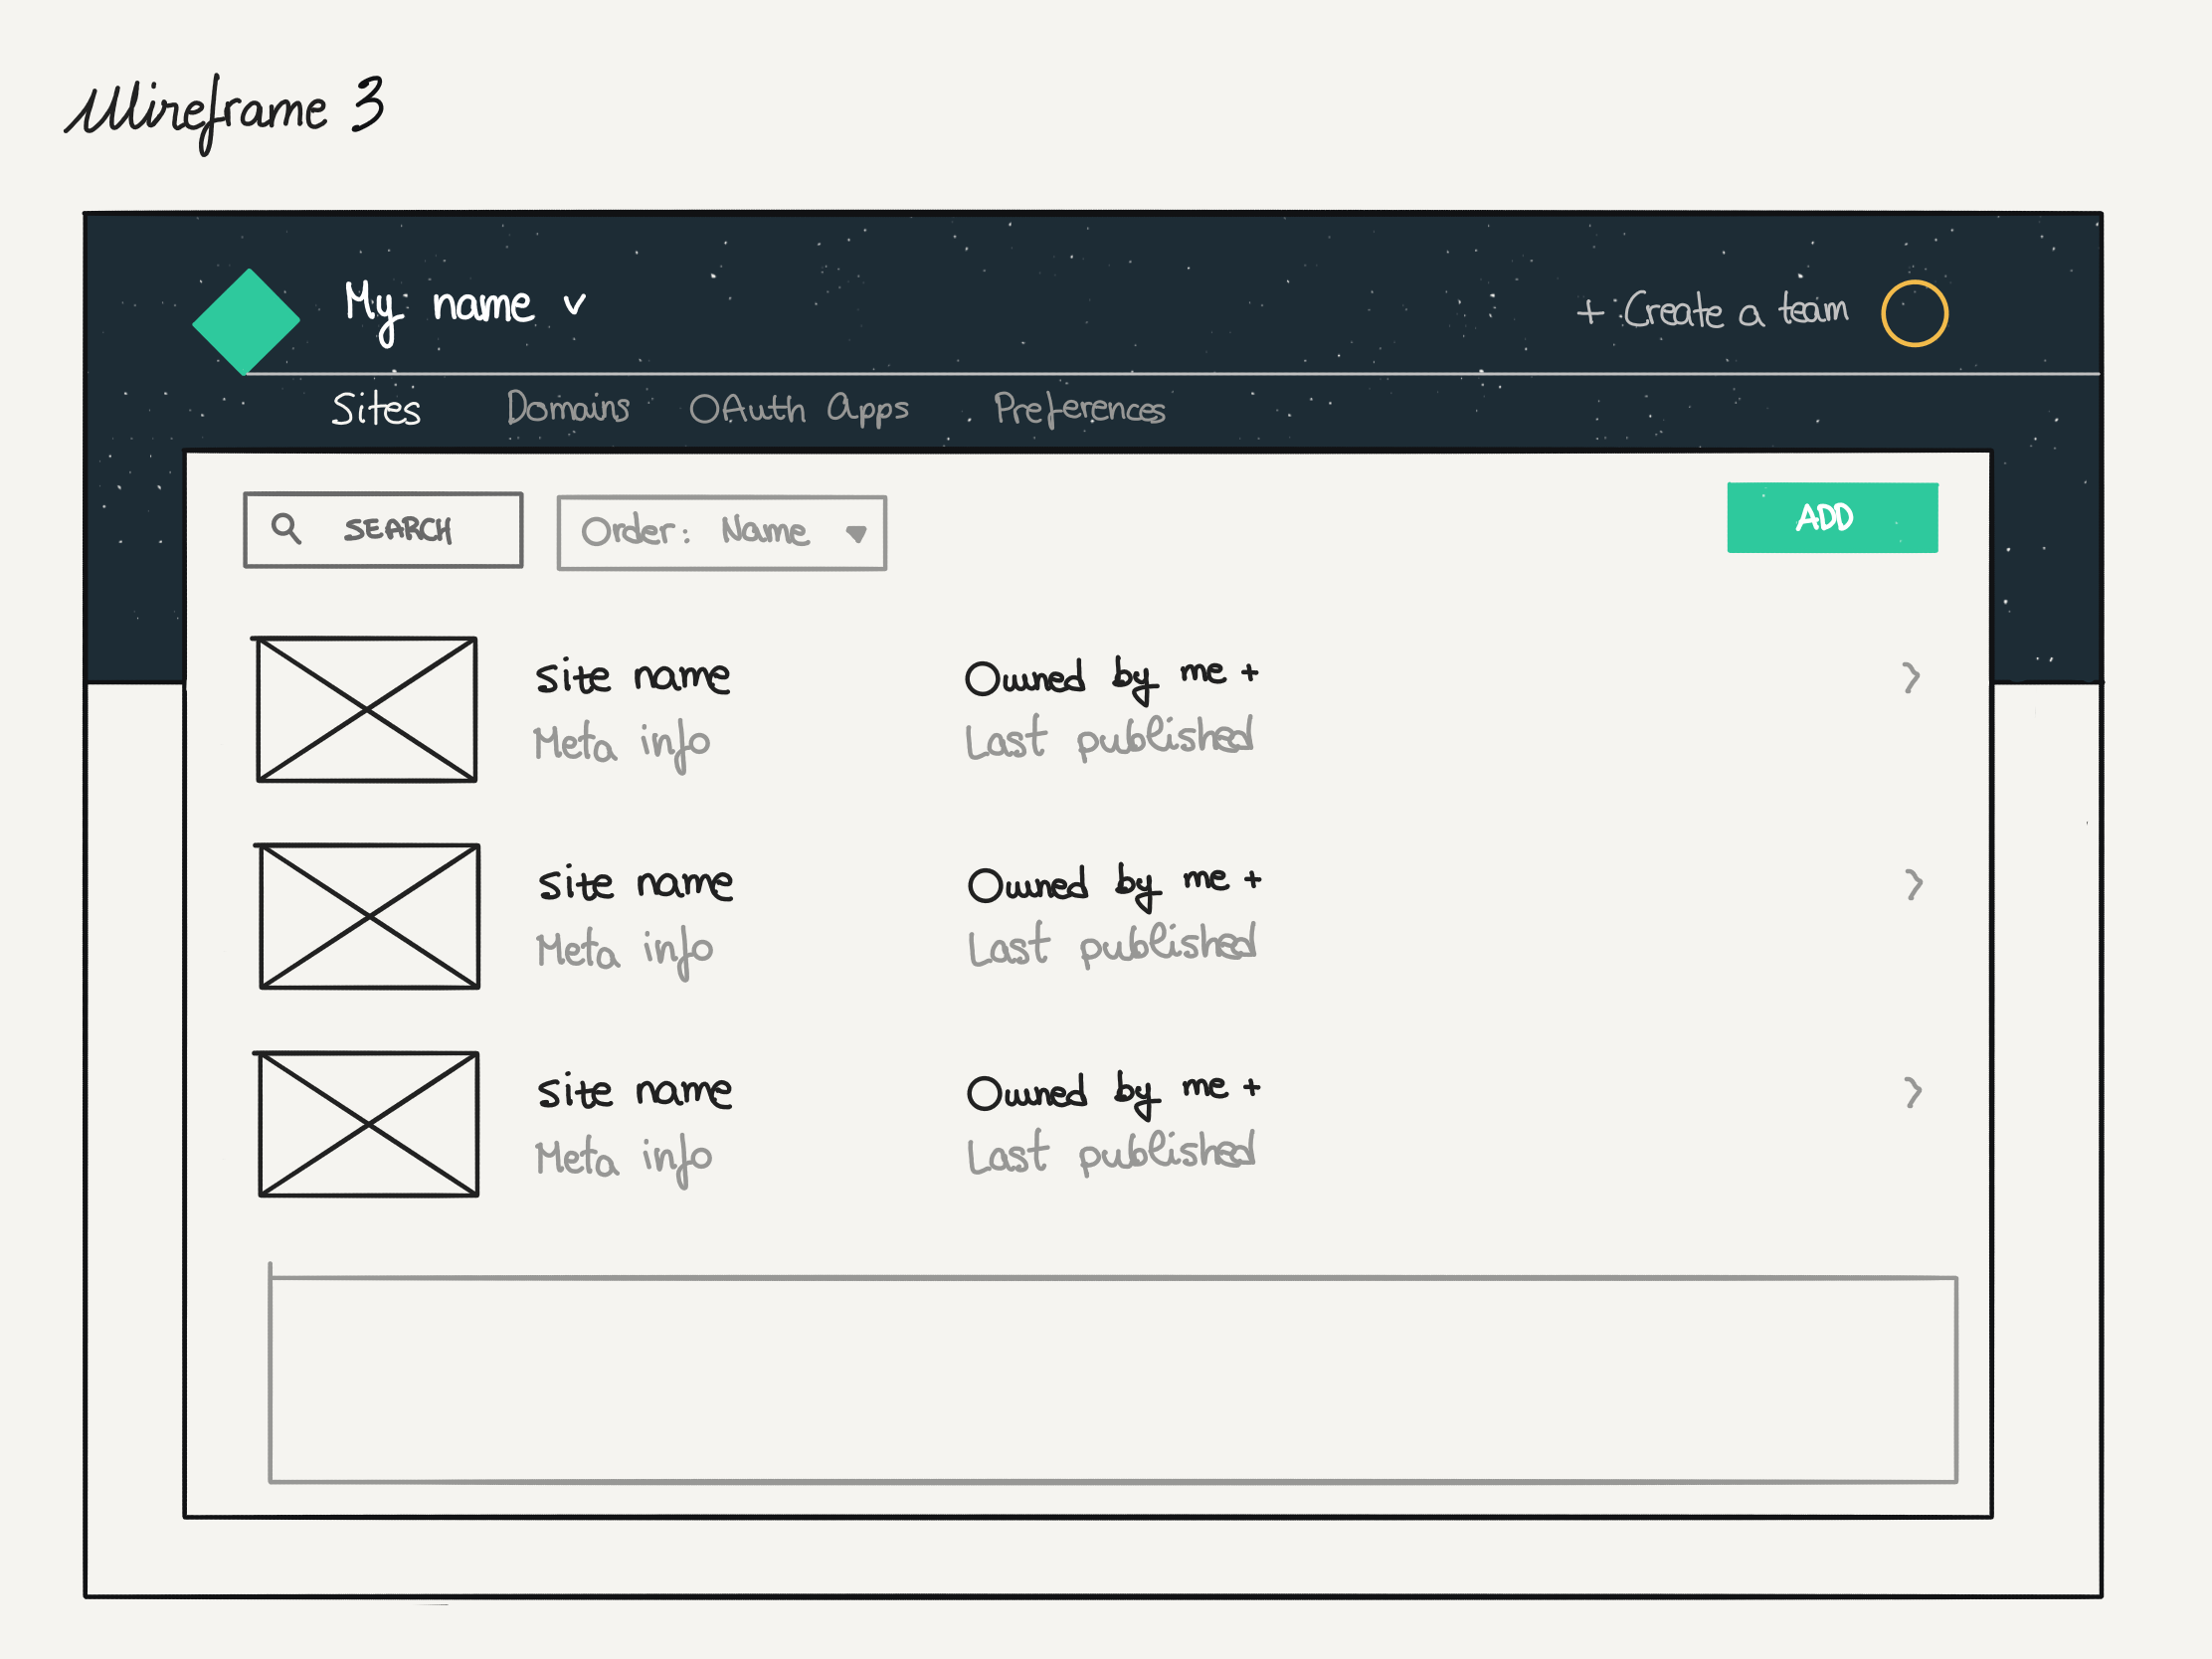 Wireframe 3
My name v
+ Create a team
Sites Domains OAuth Apps Preferences
SEARCH
Order: Name
ADD
site name
Owned by me +
Meta info
Last published
site name
Owned by me +
Meta info
Last published
site name
Owned by me +
Meta info
Last published